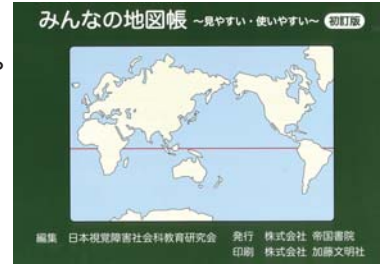 みんなの地図帳 ～見やすい・使いやすい～ 初訂版
。
編集 日本視覚障害社会科教育研究会 発行 株式会社 帝国書院
印刷 株式会社 加藤文明社